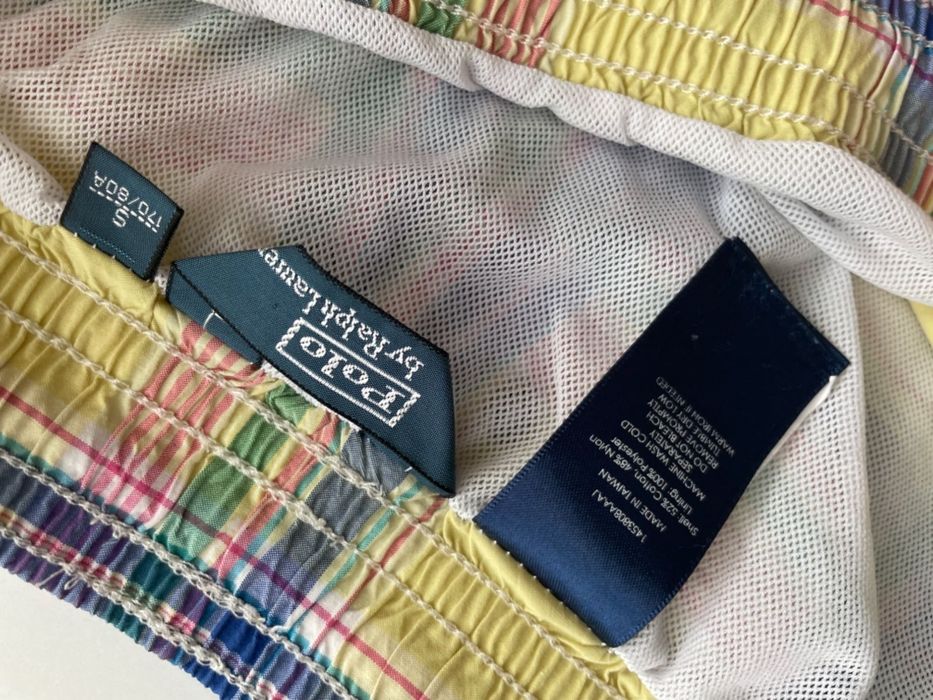 S
170/80A
Polo
by Ralph Lauren
1453808AAAJ
MADE IN TAIWAN
Shell: 52% Cotton, 48% Nylon
Lining: 100% Polyester
MACHINE WASH COLD
SEPARATELY
DO NOT BLEACH
REMOVE PROMPTLY
TUMBLE DRY LOW
WARM IRON IF NEEDED